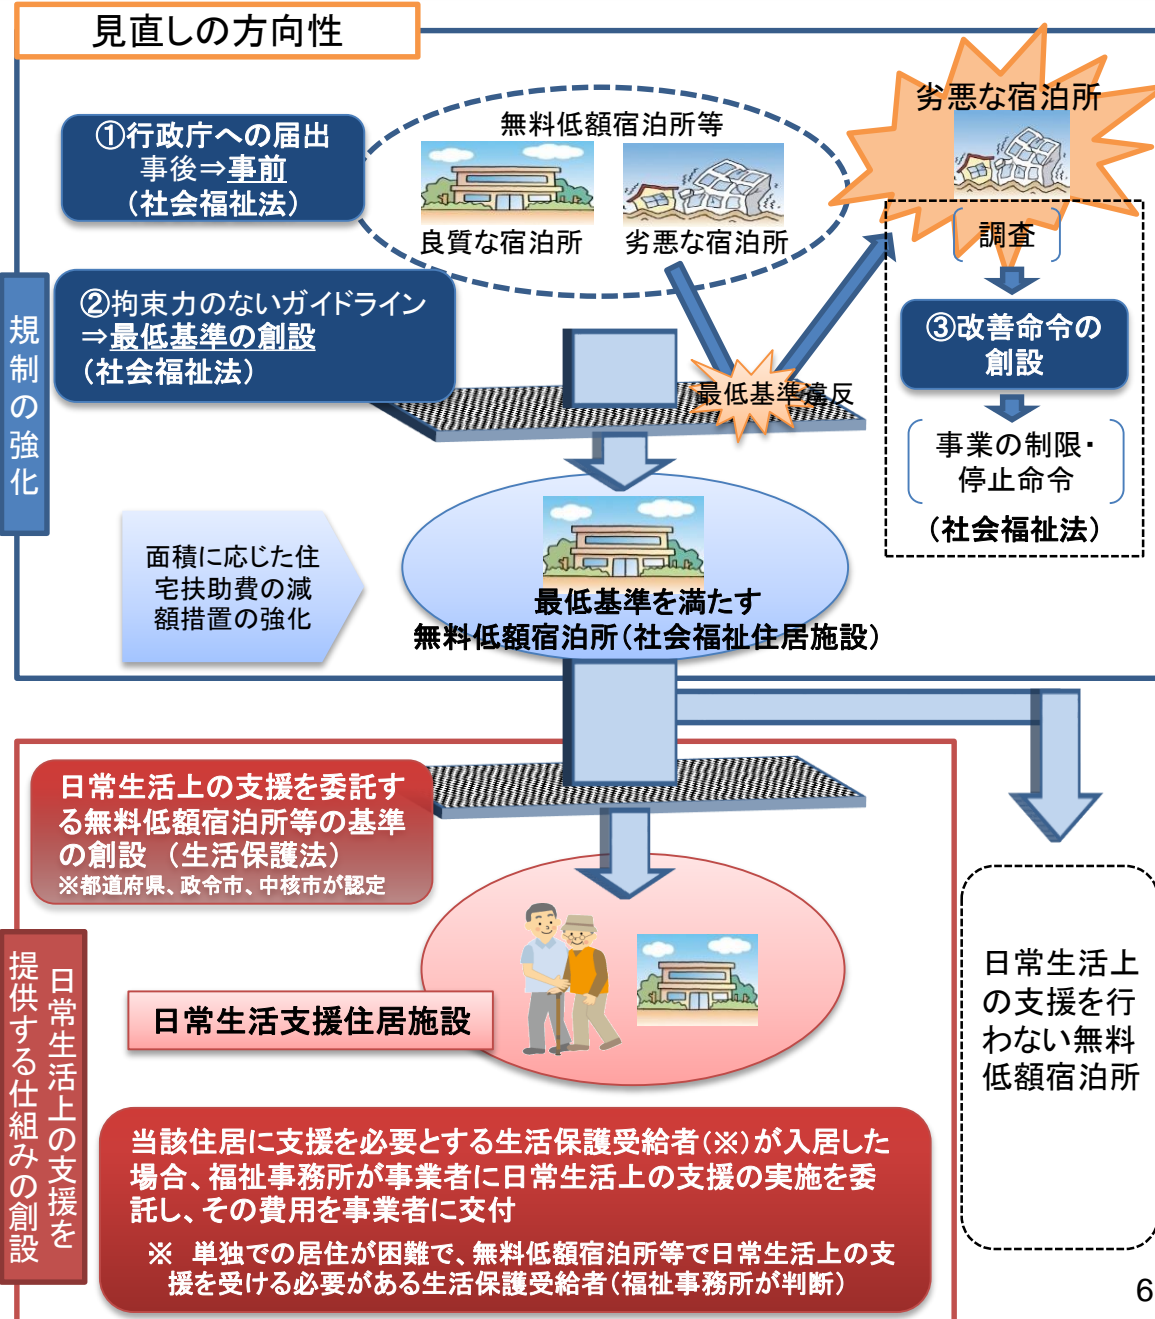 見直しの方向性
①行政庁への届出
事後⇒事前
（社会福祉法）
無料低額宿泊所等
良質な宿泊所
劣悪な宿泊所
劣悪な宿泊所
調査
③改善命令の
創設
事業の制限・
停止命令
（社会福祉法）
規制の強化
②拘束力のないガイドライン
⇒最低基準の創設
（社会福祉法）
最低基準違反
面積に応じた住
宅扶助費の減
額措置の強化
最低基準を満たす
無料低額宿泊所（社会福祉住居施設）
日常生活上の支援を委託す
る無料低額宿泊所等の基準
の創設　（生活保護法）
※都道府県、政令市、中核市が認定
日常生活上の支援を
提供する仕組みの創設
日常生活支援住居施設
日常生活上
の支援を行
わない無料
低額宿泊所
当該住居に支援を必要とする生活保護受給者（※）が入居した
場合、福祉事務所が事業者に日常生活上の支援の実施を委
託し、その費用を事業者に交付
※　単独での居住が困難で、無料低額宿泊所等で日常生活上の支
援を受ける必要がある生活保護受給者（福祉事務所が判断）
6